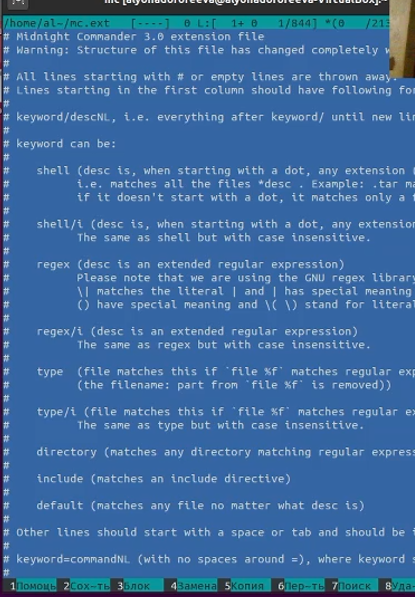 mc [alyonadororeeva@alyonadororeeva-VirtualBox]:~
/home/al~/mc.ext [----] 0 L:[ 1+ 0 1/844] *(0 /213
# Midnight Commander 3.0 extension file
# Warning: Structure of this file has changed completely w
#
# All lines starting with # or empty lines are thrown away.
# Lines starting in the first column should have following fo
#
# keyword/descNL, i.e. everything after keyword/ until new lin
#
# keyword can be:
#
# shell (desc is, when starting with a dot, any extension (
# i.e. matches all the files *desc . Example: .tar ma
# if it doesn't start with a dot, it matches only a f
#
# shell/i (desc is, when starting with a dot, any extension
# The same as shell but with case insensitive.
#
# regex (desc is an extended regular expression)
# Please note that we are using the GNU regex library
# \| matches the literal | and | has special meaning
# () have special meaning and \( \) stand for literal
#
# regex/i (desc is an extended regular expression)
# The same as regex but with case insensitive.
#
# type (file matches this if `file %f` matches regular exp
# (the filename: part from `file %f` is removed))
#
# type/i (file matches this if `file %f` matches regular ex
# The same as type but with case insensitive.
#
# directory (matches any directory matching regular express
#
# include (matches an include directive)
#
# default (matches any file no matter what desc is)
#
# Other lines should start with a space or tab and should be i
#
# keyword=commandNL (with no spaces around =), where keyword s
#
1Помощь 2Сох~ть 3Блок 4Замена 5Копия 6Пер~ть 7Поиск 8Уда~